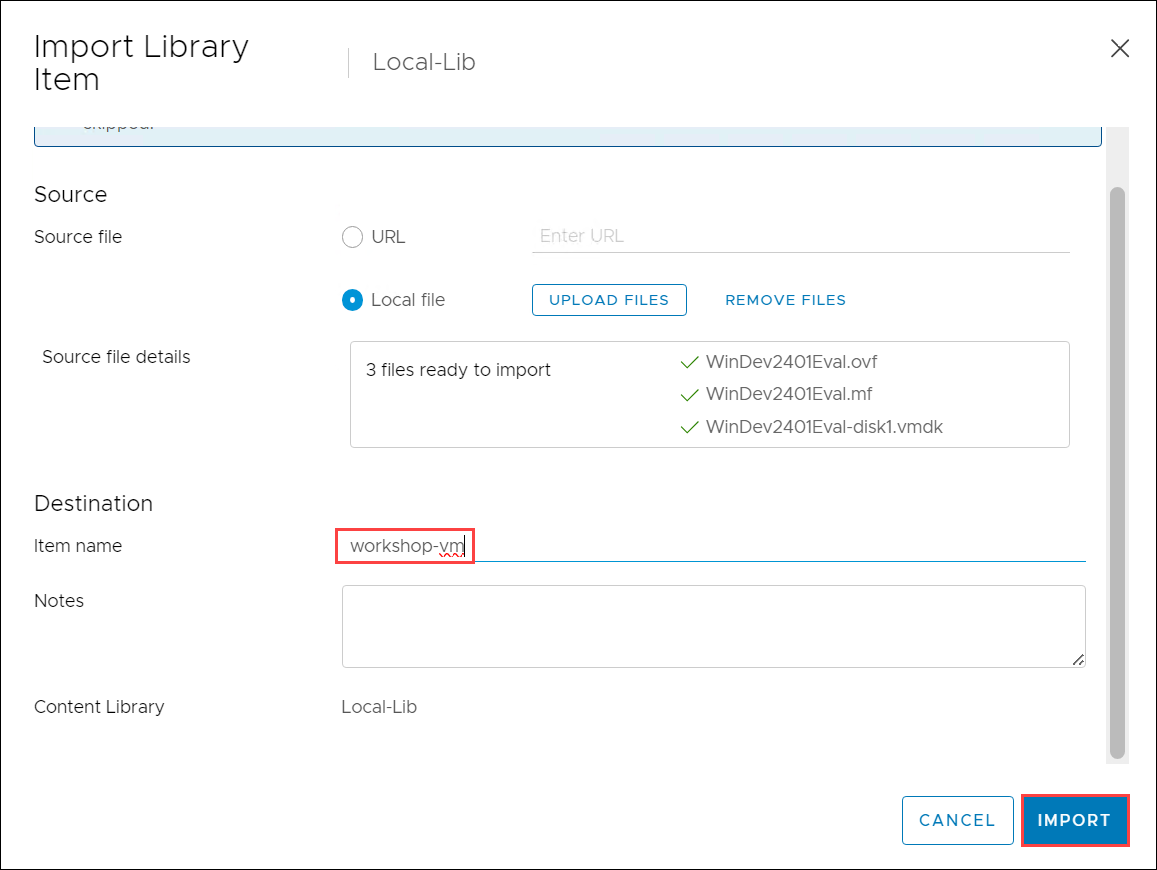 Import Library
Item
Local-Lib
skipped.
Source
Source file
URL
Enter URL
Local file
UPLOAD FILES
REMOVE FILES
Source file details
3 files ready to import
WinDev2401Eval.ovf
WinDev2401Eval.mf
WinDev2401Eval-disk1.vmdk
Destination
Item name
workshop-vm
Notes
Content Library
Local-Lib
CANCEL
IMPORT